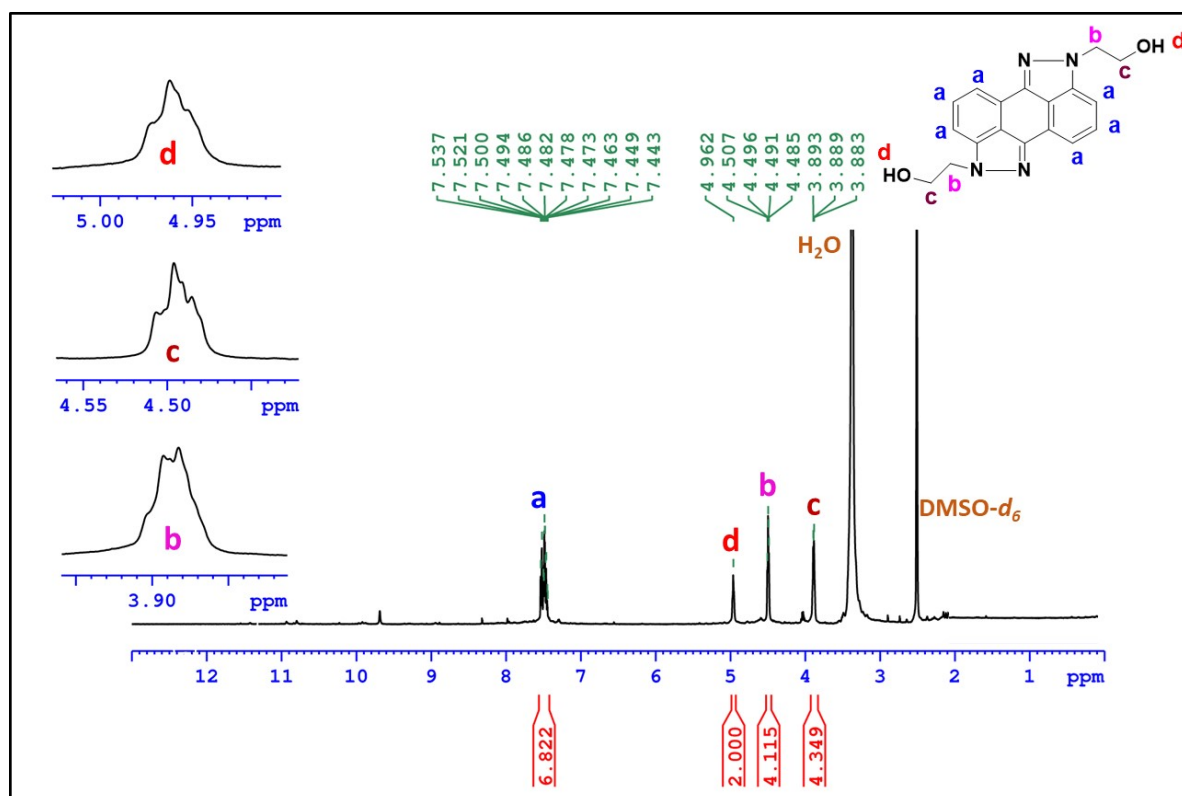 d
5.00 4.95 ppm
c
4.55 4.50 ppm
b
3.90 ppm
7.537
7.521
7.500
7.494
7.486
7.482
7.478
7.473
7.463
7.449
7.443
4.962
4.507
4.496
4.491
4.485
3.893
3.889
3.883
b
OH d
N N c
a a a
a a
a a
d N N
HO b
c
H₂O
DMSO-d₆
a
d
b
c
12 11 10 9 8 7 6 5 4 3 2 1 ppm
6.822
2.000
4.115
4.349